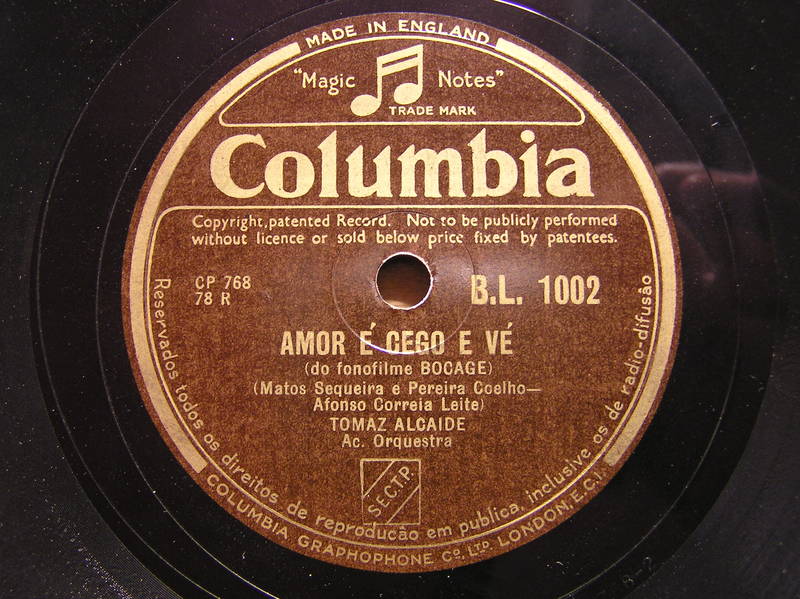 MADE IN ENGLAND
"Magic Notes"
TRADE MARK
Columbia
Copyright, patented Record. Not to be publicly performed
without licence or sold below price fixed by patentees.
CP 768
78 R
B.L. 1002
AMOR É CEGO E VÉ
(do fonofilme BOCAGE)
(Matos Sequeira e Pereira Coelho—
Afonso Correia Leite)
TOMAZ ALCAIDE
Ac. Orquestra
S.E.C.T.P.
Reservados todos os direitos de reprodução em publica, inclusive os de radio-difusão
COLUMBIA GRAPHOPHONE CO. LTD. LONDON, E.C.1